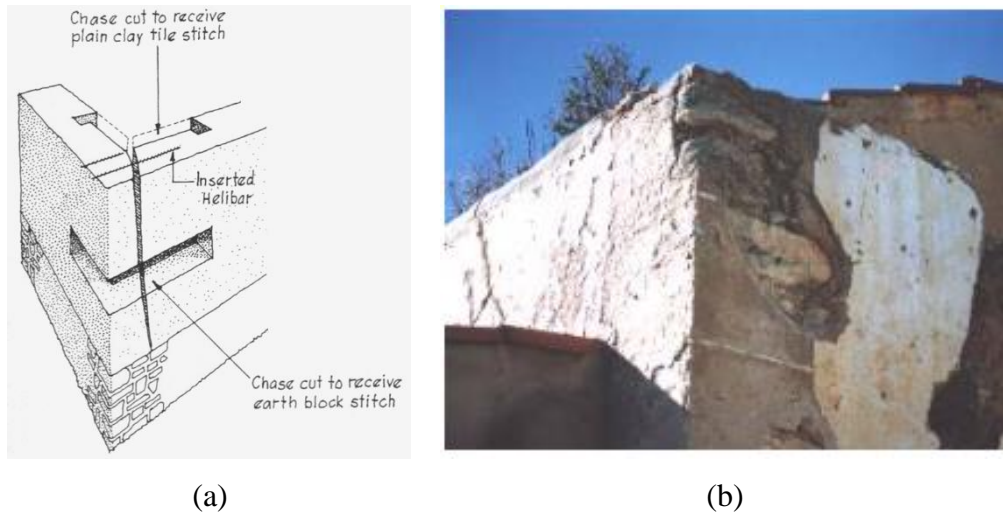 Chase cut to receive
plain clay tile stitch
Inserted
Helibar
Chase cut to receive
earth block stitch
(a)
(b)